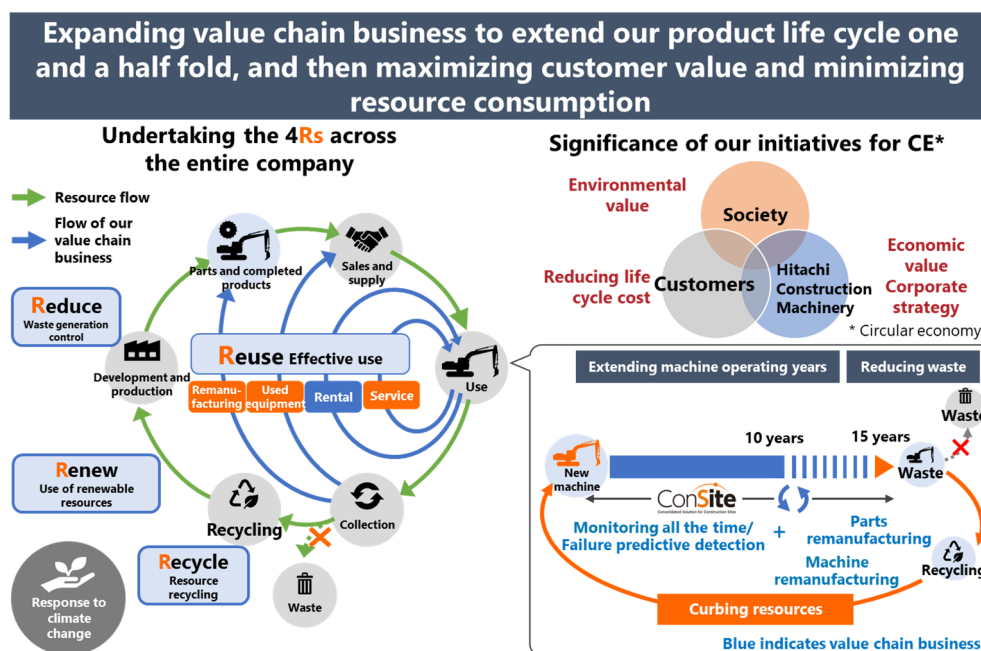 Expanding value chain business to extend our product life cycle one
and a half fold, and then maximizing customer value and minimizing
resource consumption
Undertaking the 4Rs across
the entire company
Resource flow
Flow of our
value chain
business
Parts and completed
products
Sales and
supply
Reduce
Waste generation
control
Development and
production
Reuse Effective use
Remanu-
facturing
Used
equipment
Rental
Service
Use
Renew
Use of renewable
resources
Recycling
Collection
Recycle
Resource
recycling
Waste
Response to
climate
change
Significance of our initiatives for CE*
Environmental
value
Society
Reducing life
cycle cost
Customers
Hitachi
Construction
Machinery
Economic
value
Corporate
strategy
* Circular economy
Extending machine operating years
Reducing waste
Waste
10 years
15 years
New
machine
Waste
ConSite
Consolidated Solution for Construction Sites
Monitoring all the time/
Failure predictive detection
+
Parts
remanufacturing
Machine
remanufacturing
Recycling
Curbing resources
Blue indicates value chain business